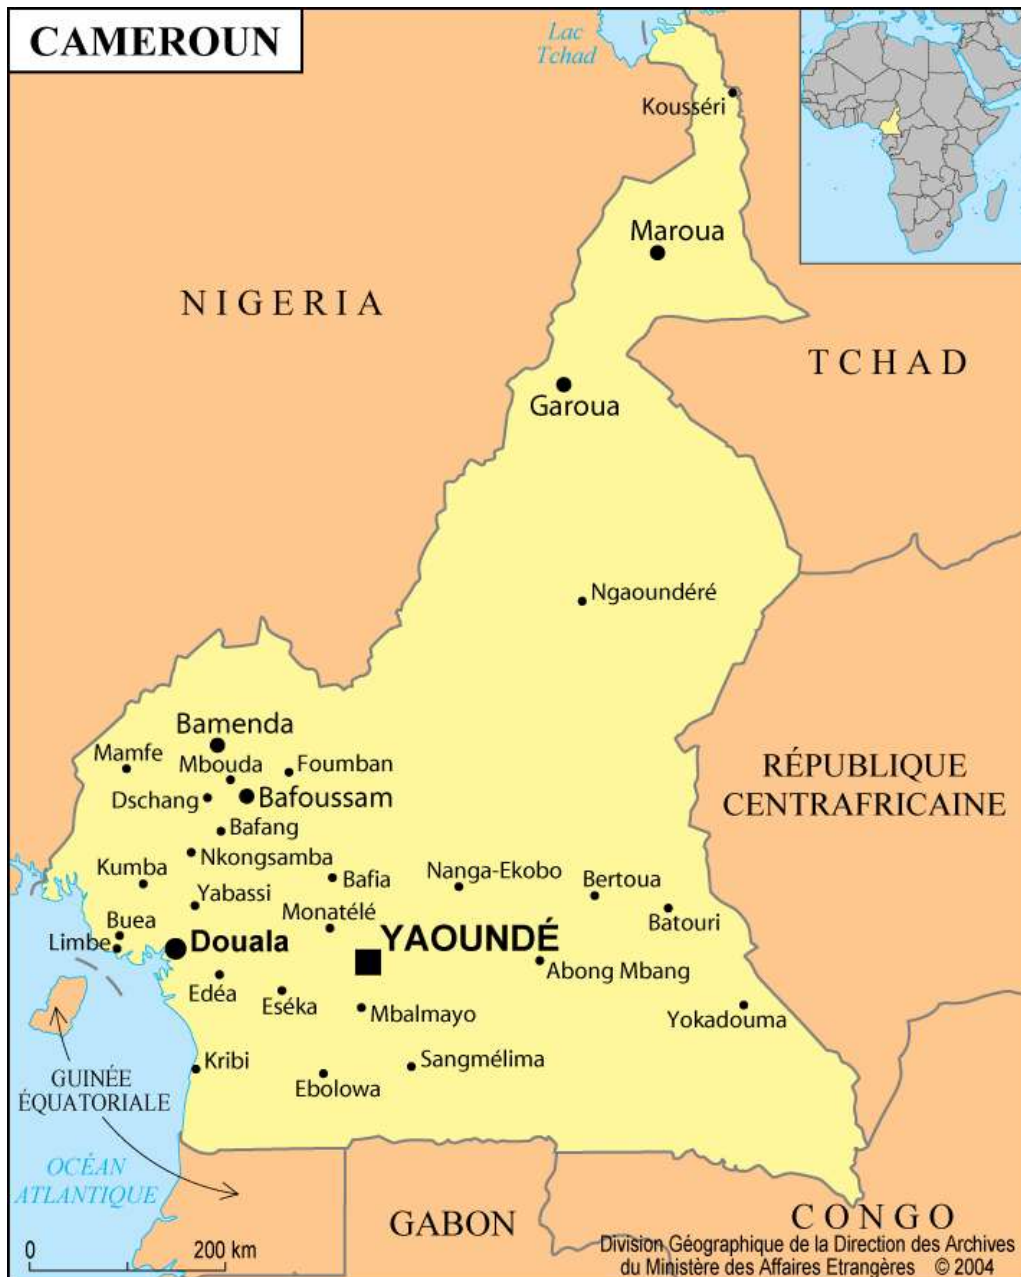 CAMEROUN
Lac
Tchad
Kousséri
Maroua
NIGERIA
TCHAD
Garoua
Ngaoundéré
Bamenda
Mamfe
Mbouda
Foumban
Dschang
Bafoussam
Bafang
RÉPUBLIQUE
CENTRAFRICAINE
Nkongsamba
Kumba
Bafia
Nanga-Ekobo
Bertoua
Yabassi
Monatélé
Batouri
Buea
Limbe
Douala
YAOUNDÉ
Abong Mbang
Edéa
Eséka
Mbalmayo
Yokadouma
Kribi
Sangmélima
Ebolowa
GUINÉE
ÉQUATORIALE
OCÉAN
ATLANTIQUE
GABON
CONGO
0 200 km
Division Géographique de la Direction des Archives
du Ministère des Affaires Etrangères © 2004